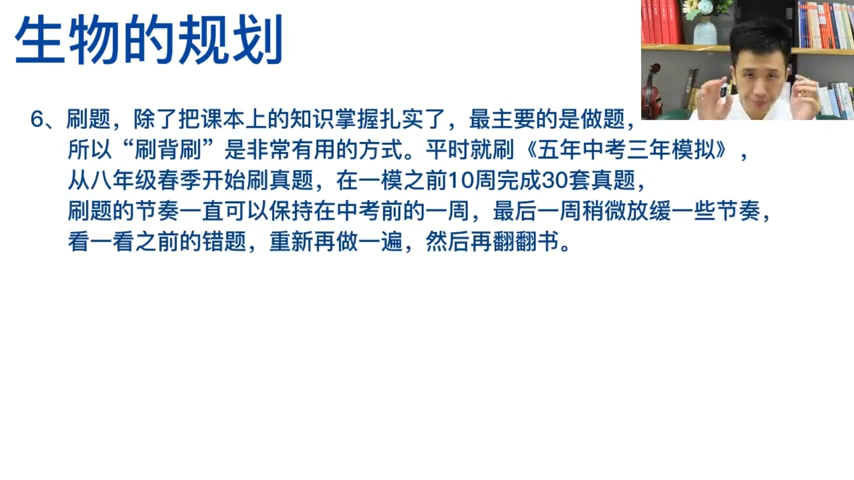 生物的规划
6、刷题，除了把课本上的知识掌握扎实了，最主要的是做题，
所以“刷背刷”是非常有用的方式。平时就刷《五年中考三年模拟》，
从八年级春季开始刷真题，在一模之前10周完成30套真题，
刷题的节奏一直可以保持在中考前的一周，最后一周稍微放缓一些节奏，
看一看之前的错题，重新再做一遍，然后再翻翻书。